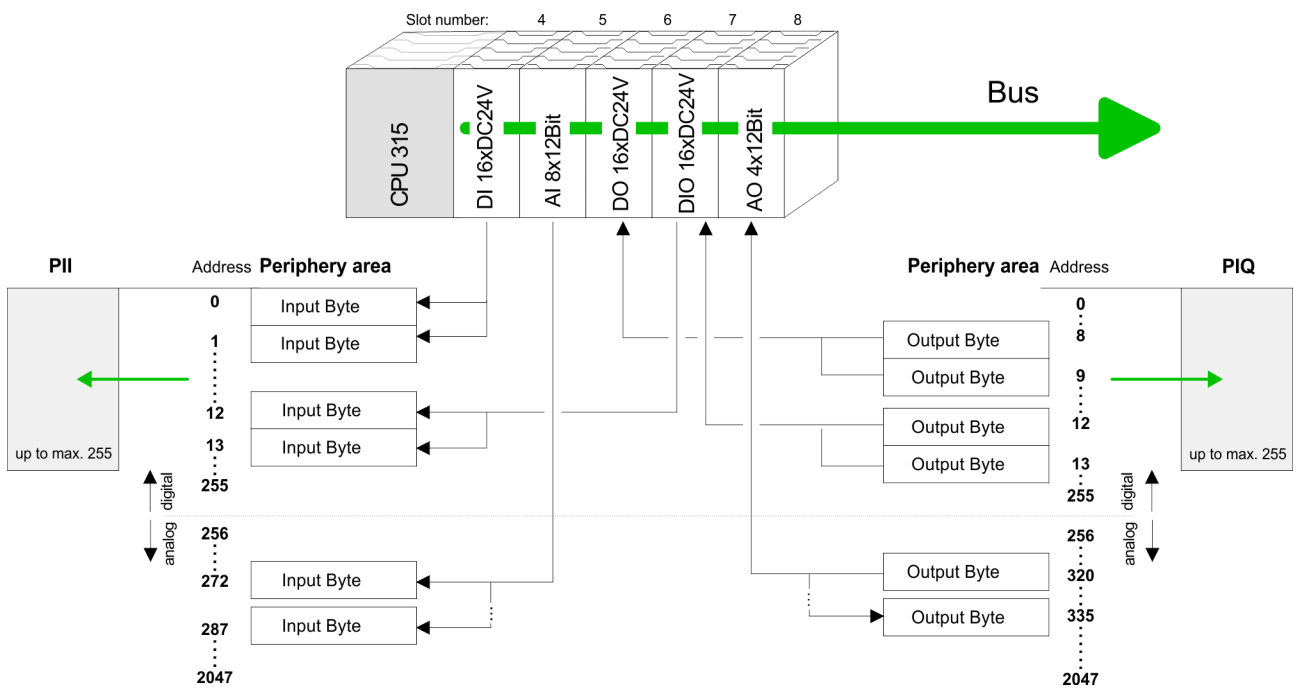 Slot number: 4 5 6 7 8
CPU 315
DI 16xDC24V
AI 8x12Bit
DO 16xDC24V
DIO 16xDC24V
AO 4x12Bit
Bus
PII
Address Periphery area
0 Input Byte
1 Input Byte
12 Input Byte
13 Input Byte
up to max. 255
255
digital
analog
256
272 Input Byte
287 Input Byte
2047
Periphery area Address
PIQ
0
Output Byte 8
Output Byte 9
Output Byte 12
Output Byte 13
up to max. 255
255
digital
analog
256
Output Byte 320
Output Byte 335
2047